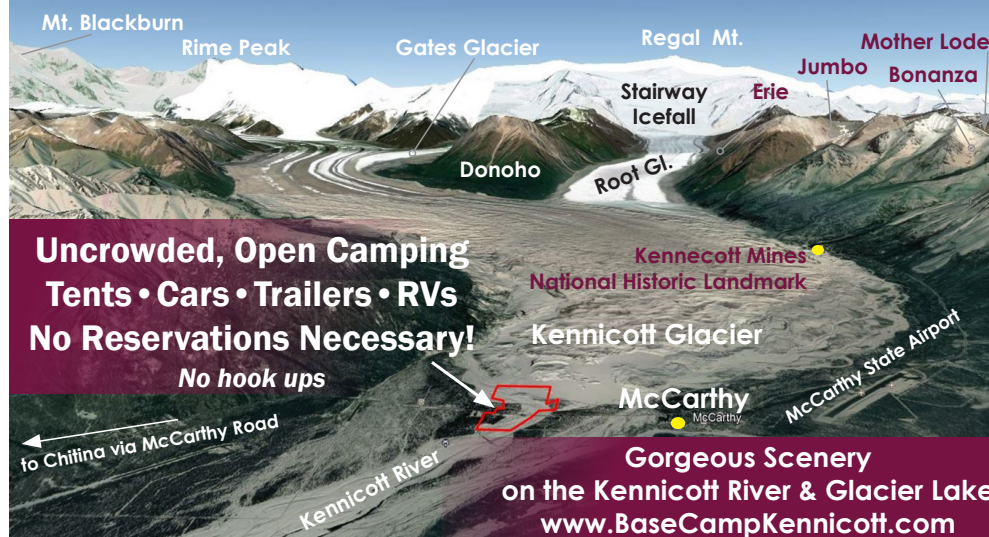 Mt. Blackburn
Rime Peak
Gates Glacier
Regal Mt.
Mother Lode
Jumbo
Bonanza
Stairway
Icefall
Erie
Donoho
Root Gl.
Uncrowded, Open Camping
Tents • Cars • Trailers • RVs
No Reservations Necessary!
No hook ups
Kennecott Mines
National Historic Landmark
Kennicott Glacier
McCarthy State Airport
McCarthy
McCarthy
to Chitina via McCarthy Road
Kennicott River
Gorgeous Scenery
on the Kennicott River & Glacier Lake
www.BaseCampKennicott.com